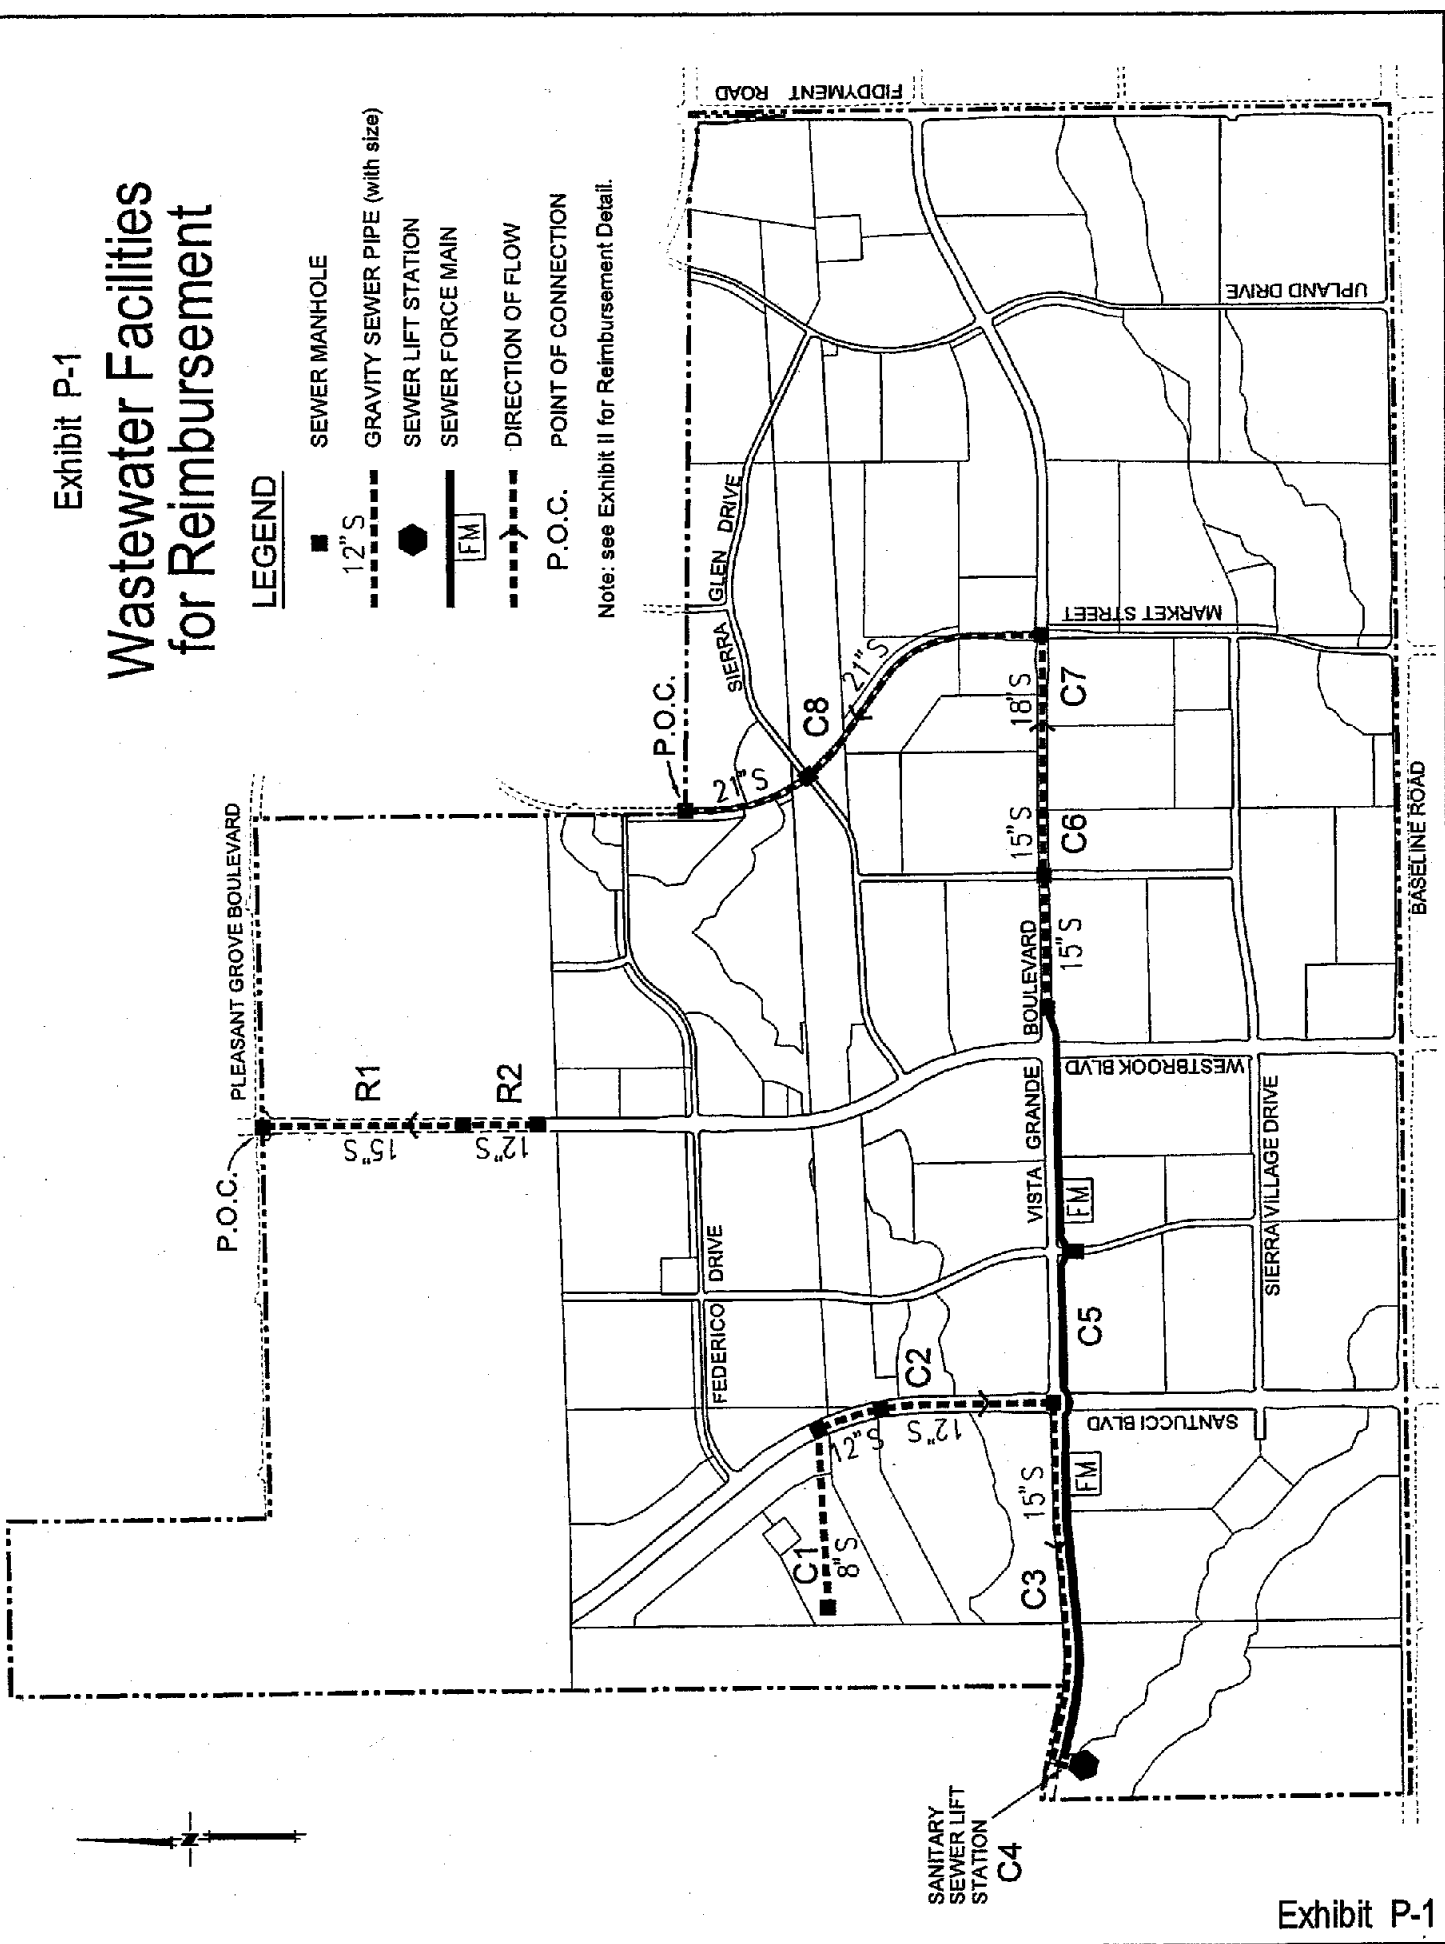 Exhibit P-1
Wastewater Facilities
for Reimbursement
LEGEND
SEWER MANHOLE
12" S
GRAVITY SEWER PIPE (with size)
SEWER LIFT STATION
SEWER FORCE MAIN
FM
DIRECTION OF FLOW
P.O.C.
POINT OF CONNECTION
Note: see Exhibit II for Reimbursement Detail.
FIDDYMENT ROAD
PLEASANT GROVE BOULEVARD
P.O.C.
R1
15"S
R2
12"S
P.O.C.
21"S
C8
21"S
SIERRA GLEN DRIVE
UPLAND DRIVE
MARKET STREET
18"S
C7
15"S
C6
15"S
VISTA GRANDE BOULEVARD
WESTBROOK BLVD
BASELINE ROAD
SIERRA VILLAGE DRIVE
FEDERICO DRIVE
FM
C5
C2
12"S
12"S
SANTUCCI BLVD
C1
8"S
15"S
FM
C3
SANITARY
SEWER LIFT
STATION
C4
N
Exhibit P-1